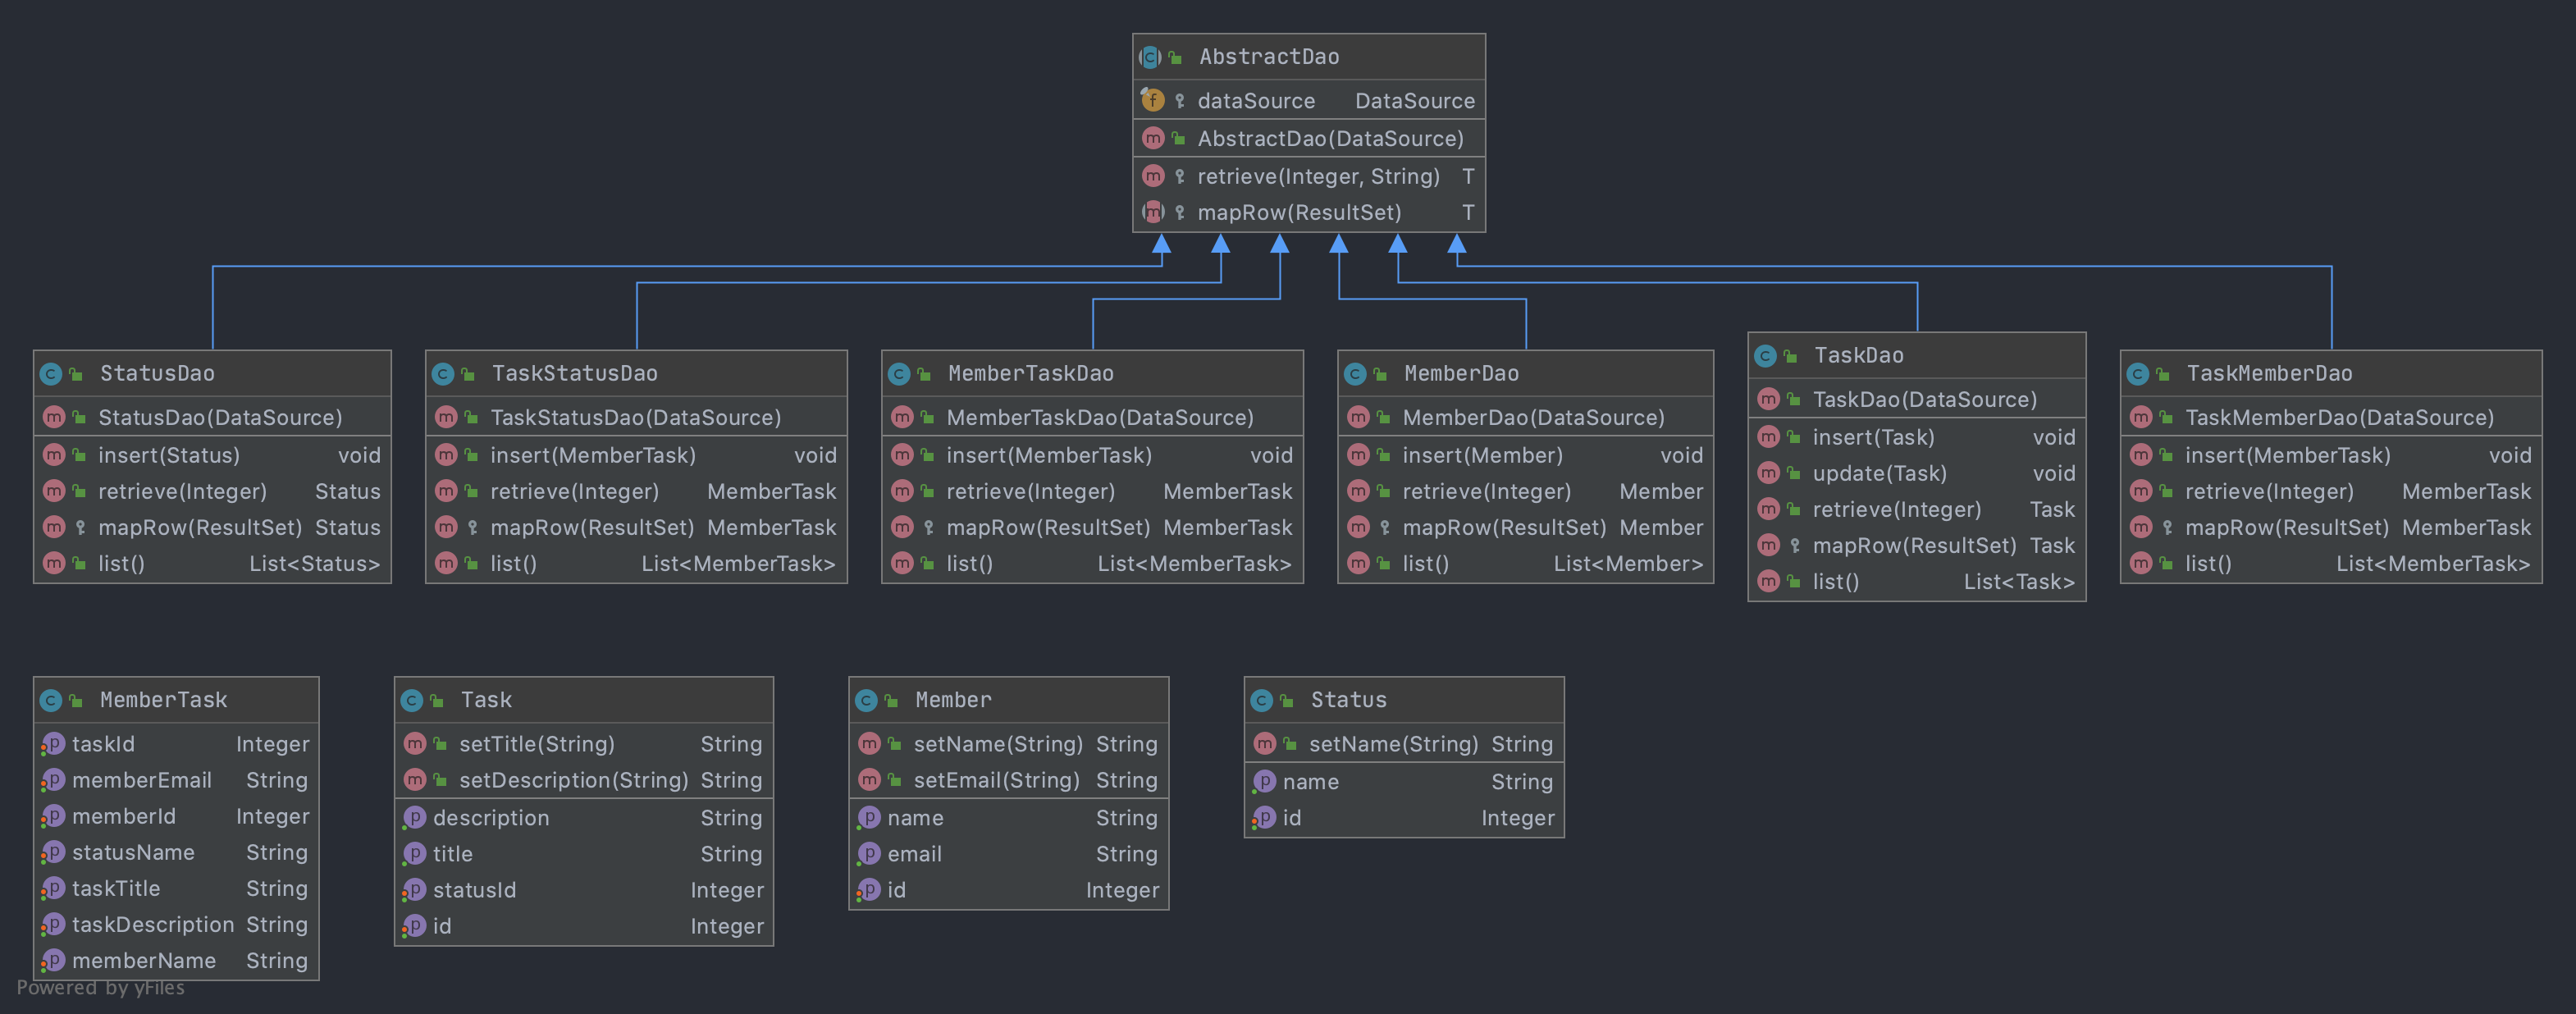 AbstractDao
dataSource DataSource
AbstractDao(DataSource)
retrieve(Integer, String) T
mapRow(ResultSet) T
StatusDao
StatusDao(DataSource)
insert(Status) void
retrieve(Integer) Status
mapRow(ResultSet) Status
list() List<Status>
TaskStatusDao
TaskStatusDao(DataSource)
insert(MemberTask) void
retrieve(Integer) MemberTask
mapRow(ResultSet) MemberTask
list() List<MemberTask>
MemberTaskDao
MemberTaskDao(DataSource)
insert(MemberTask) void
retrieve(Integer) MemberTask
mapRow(ResultSet) MemberTask
list() List<MemberTask>
MemberDao
MemberDao(DataSource)
insert(Member) void
retrieve(Integer) Member
mapRow(ResultSet) Member
list() List<Member>
TaskDao
TaskDao(DataSource)
insert(Task) void
update(Task) void
retrieve(Integer) Task
mapRow(ResultSet) Task
list() List<Task>
TaskMemberDao
TaskMemberDao(DataSource)
insert(MemberTask) void
retrieve(Integer) MemberTask
mapRow(ResultSet) MemberTask
list() List<MemberTask>
MemberTask
taskId Integer
memberEmail String
memberId Integer
statusName String
taskTitle String
taskDescription String
memberName String
Task
setTitle(String) String
setDescription(String) String
description String
title String
statusId Integer
id Integer
Member
setName(String) String
setEmail(String) String
name String
email String
id Integer
Status
setName(String) String
name String
id Integer
Powered by yFiles